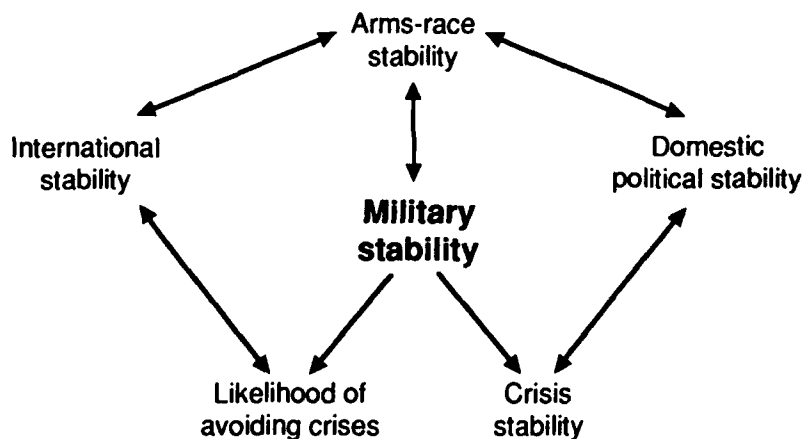 Arms-race
stability
International
stability
Domestic
political stability
Military
stability
Likelihood of
avoiding crises
Crisis
stability